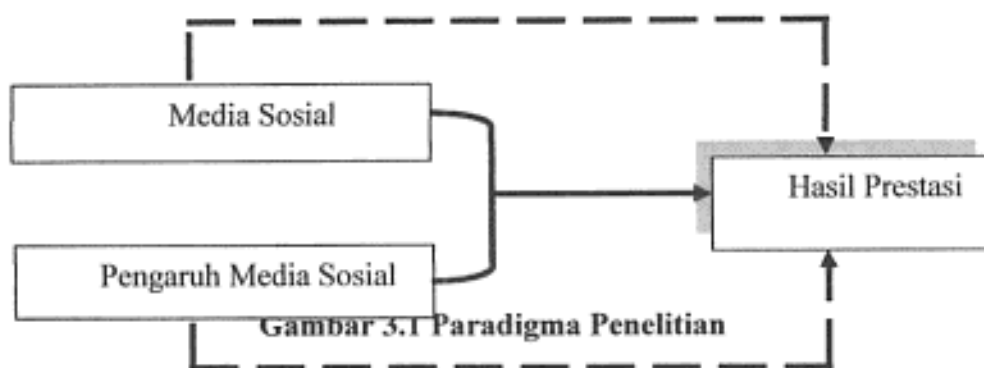 Media Sosial
Hasil Prestasi
Pengaruh Media Sosial
Gambar 3.1 Paradigma Penelitian